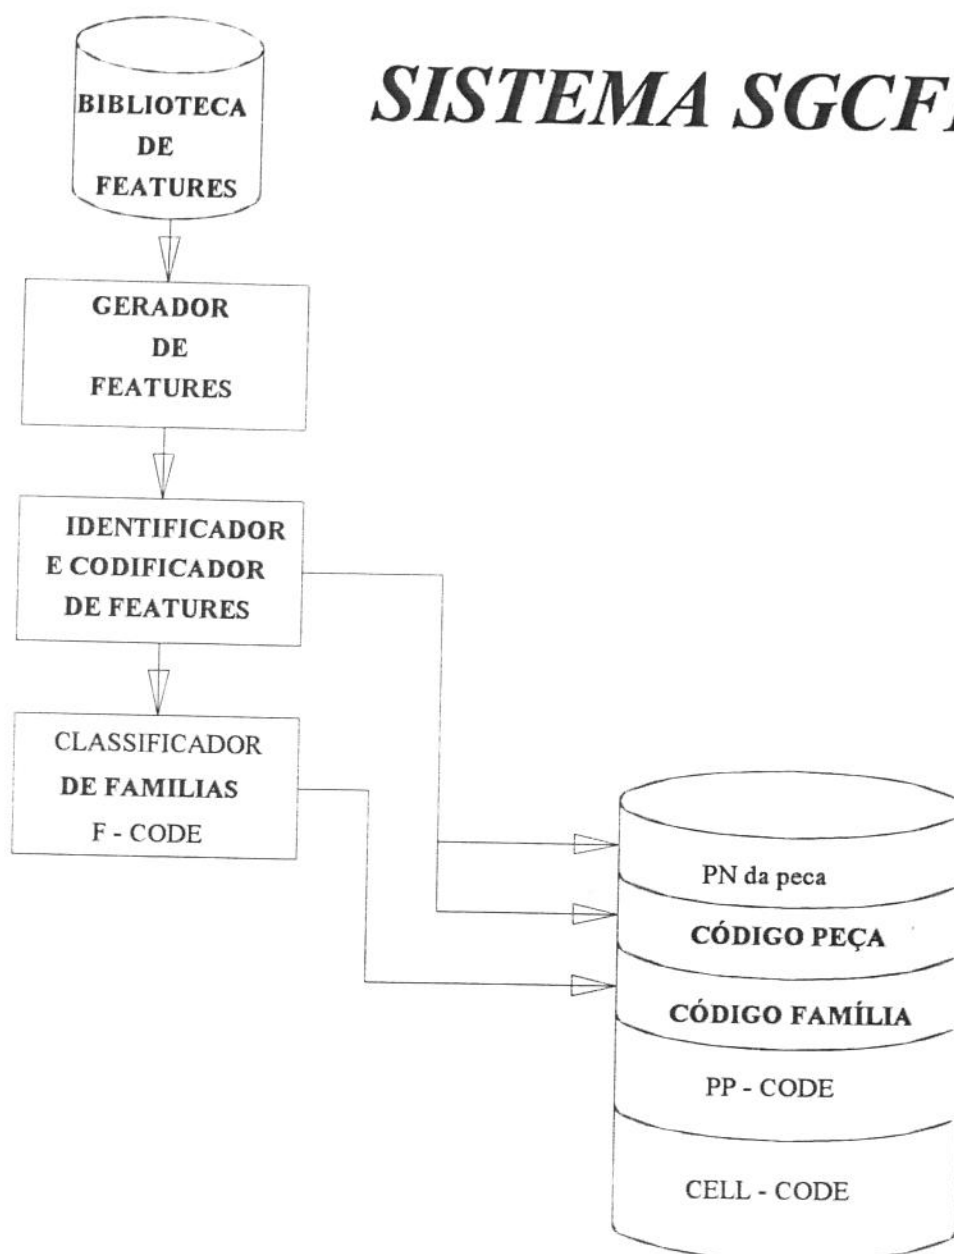 SISTEMA
BIBLIOTECA
DE
FEATURES
GERADOR
DE
FEATURES
IDENTIFICADOR
E CODIFICADOR
DE FEATURES
CLASSIFICADOR
DE FAMILIAS
F - CODE
PN da peca
CÓDIGO PEÇA
CÓDIGO FAMÍLIA
PP - CODE
CELL - CODE